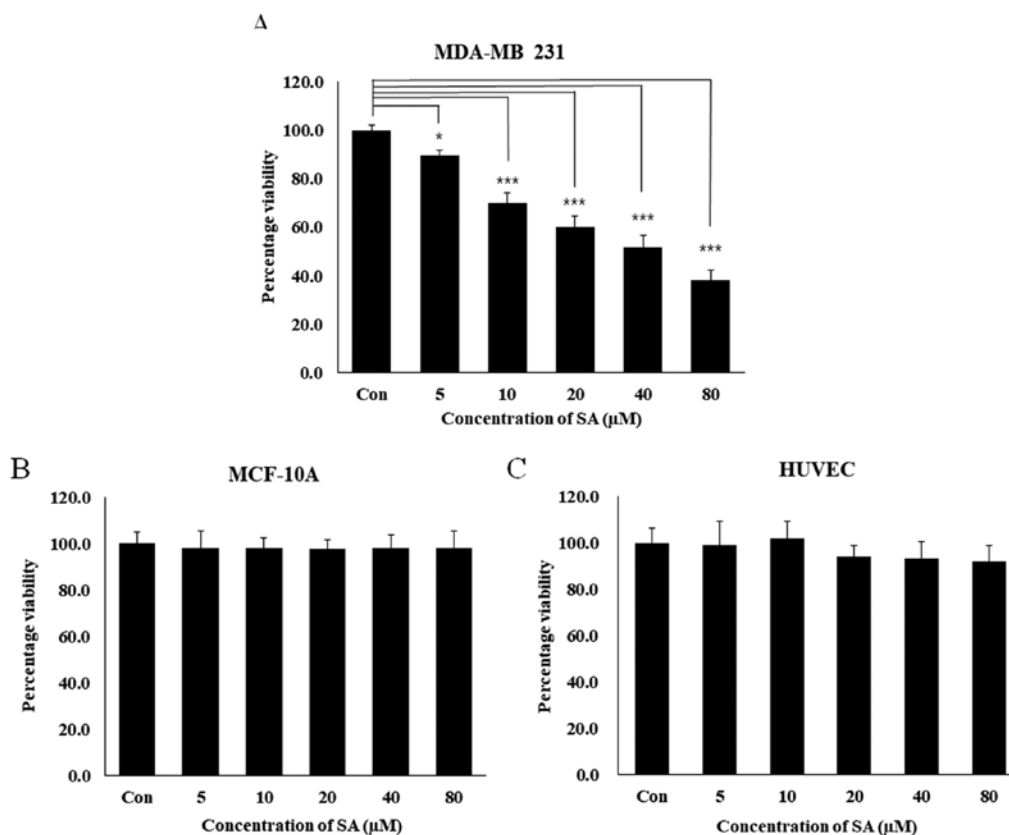 A
MDA-MB 231
120.0
100.0
80.0
60.0
40.0
20.0
0.0
Percentage viability
*
***
***
***
***
Con 5 10 20 40 80
Concentration of SA (µM)
B
MCF-10A
120.0
100.0
80.0
60.0
40.0
20.0
0.0
Percentage viability
Con 5 10 20 40 80
Concentration of SA (µM)
C
HUVEC
120.0
100.0
80.0
60.0
40.0
20.0
0.0
Percentage viability
Con 5 10 20 40 80
Concentration of SA (µM)